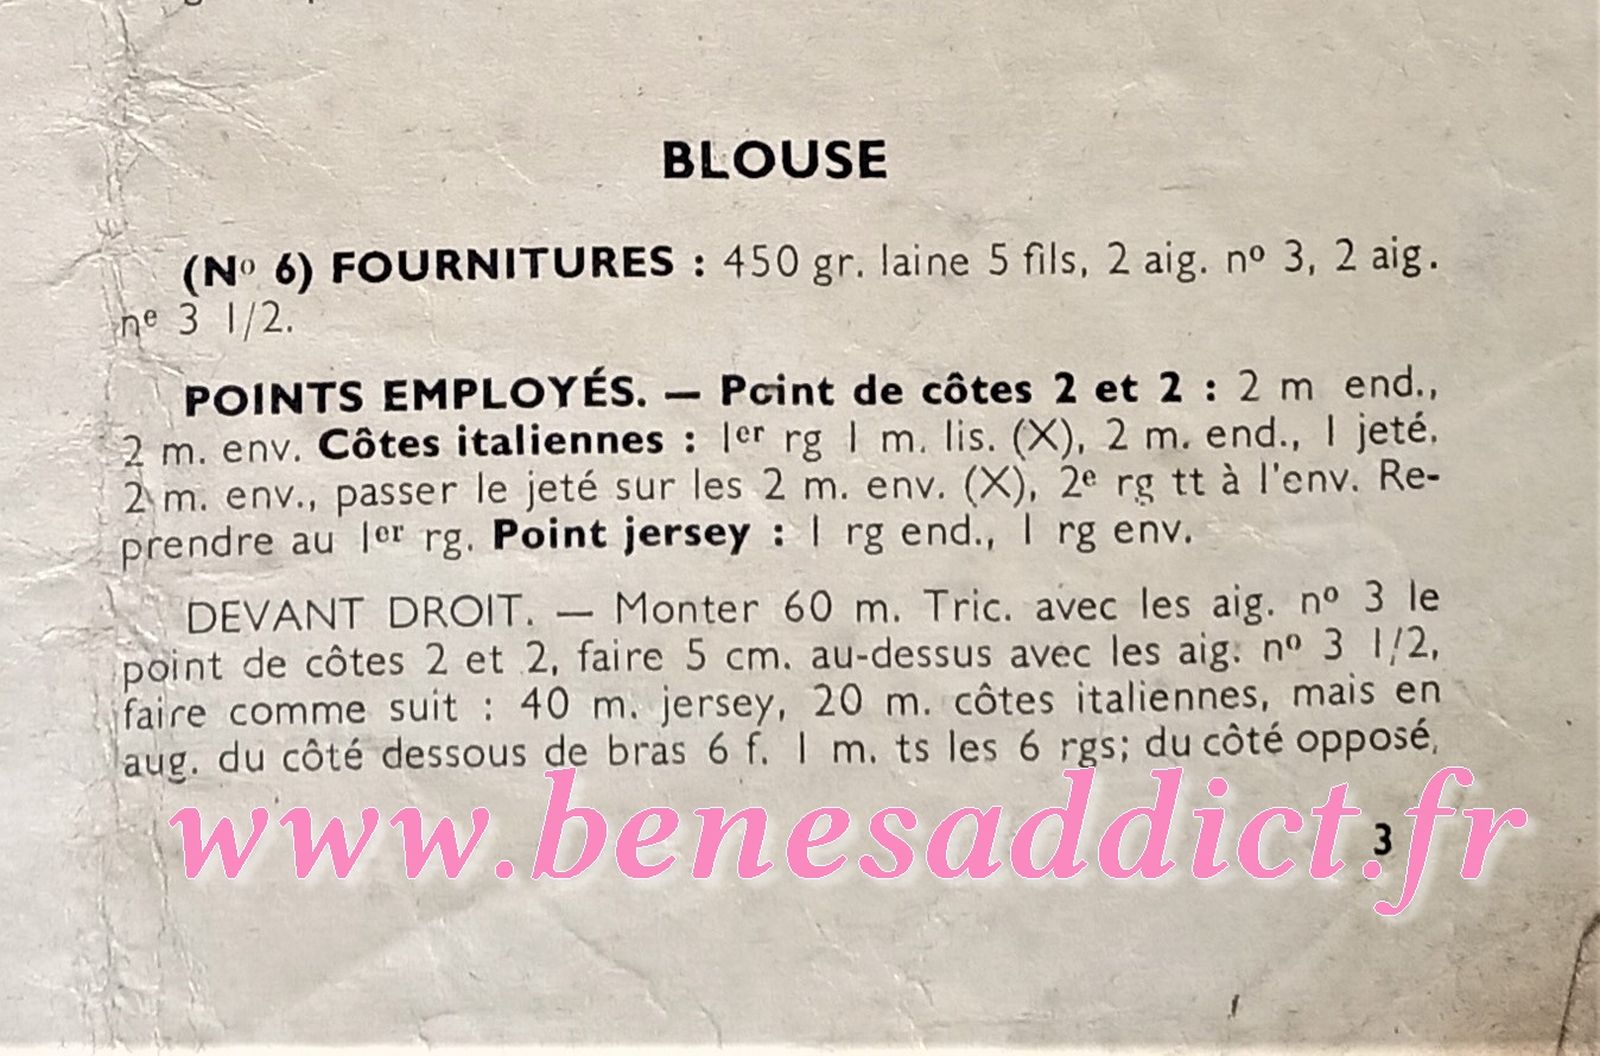 BLOUSE
(Nº 6) FOURNITURES : 450 gr. laine 5 fils, 2 aig. nº 3, 2 aig.
nᵉ 3 1/2.
POINTS EMPLOYÉS. — Point de côtes 2 et 2 : 2 m end.,
2 m. env. Côtes italiennes : 1er rg 1 m. lis. (X), 2 m. end., 1 jeté.
2 m. env., passer le jeté sur les 2 m. env. (X), 2e rg tt à l'env. Re-
prendre au 1er rg. Point jersey : 1 rg end., 1 rg env.
DEVANT DROIT. — Monter 60 m. Tric. avec les aig. nº 3 le
point de côtes 2 et 2, faire 5 cm. au-dessus avec les aig. nº 3 1/2,
faire comme suit : 40 m. jersey, 20 m. côtes italiennes, mais en
aug. du côté dessous de bras 6 f. 1 m. ts les 6 rgs; du côté opposé,
www.benesaddict.fr
3